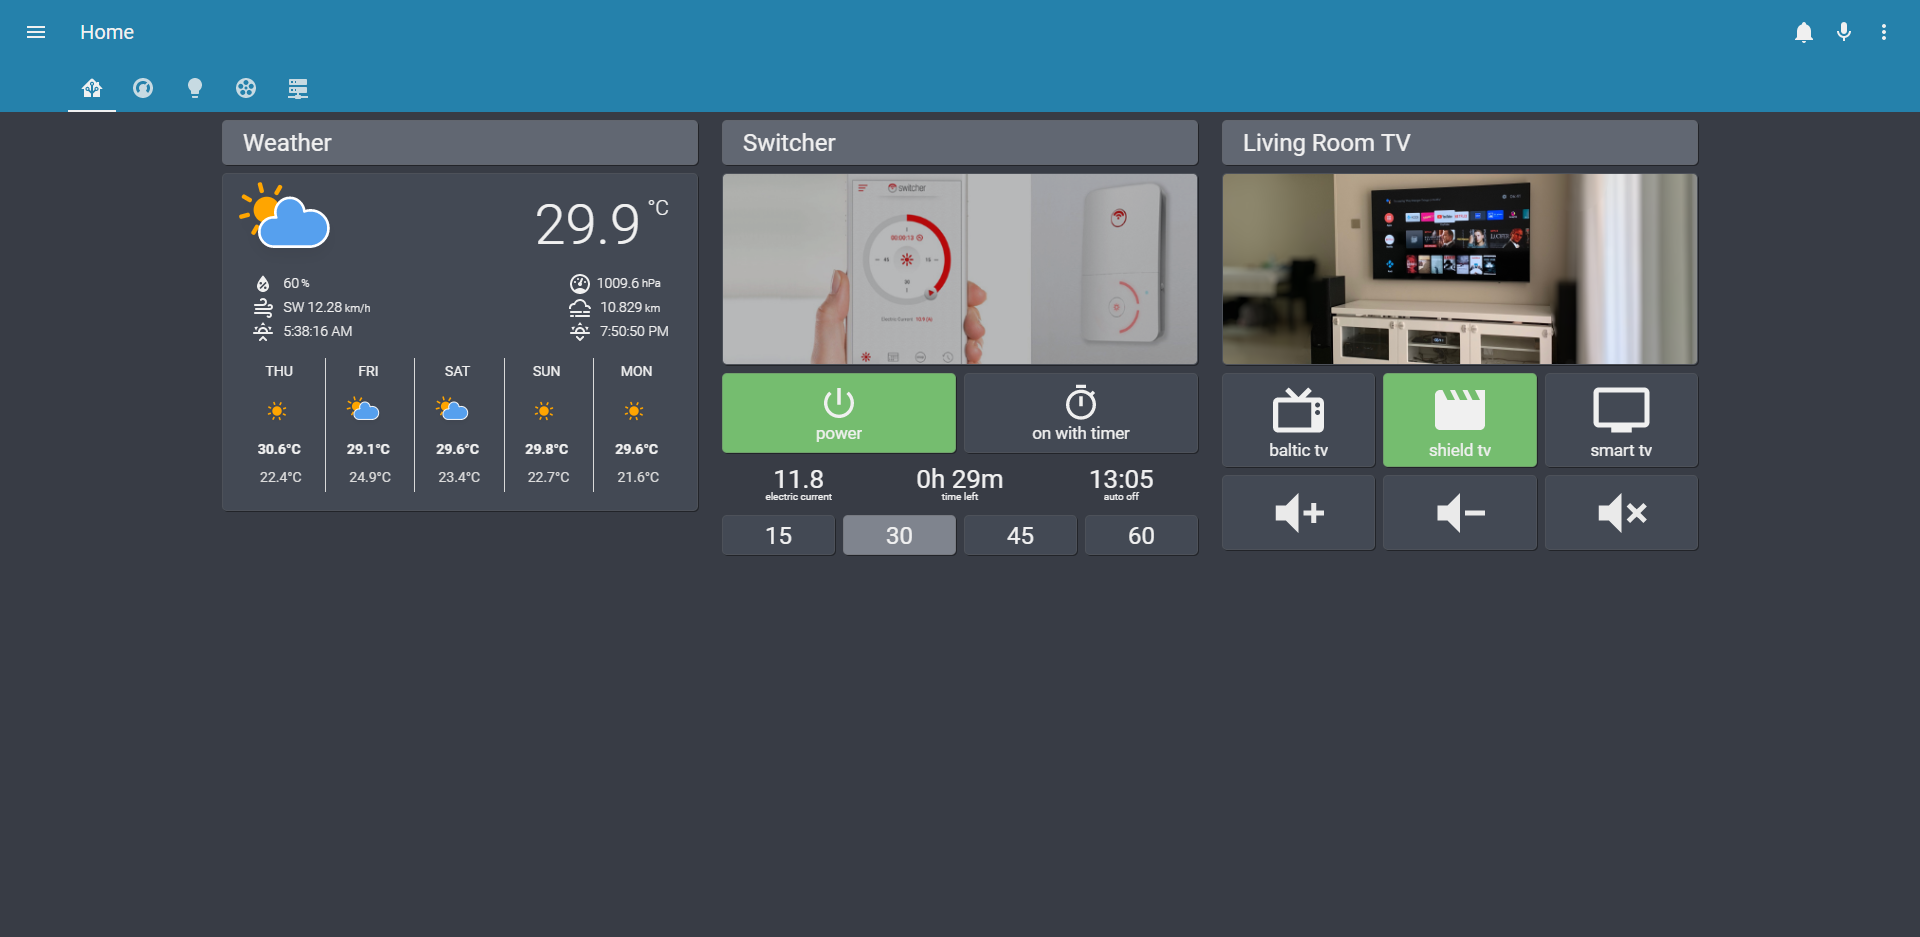 Home
Weather
29.9 °C
60 %
1009.6 hPa
SW 12.28 km/h
10.829 km
5:38:16 AM
7:50:50 PM
THU FRI SAT SUN MON
30.6°C 29.1°C 29.6°C 29.8°C 29.6°C
22.4°C 24.9°C 23.4°C 22.7°C 21.6°C
Switcher
switcher
power
on with timer
11.8 0h 29m 13:05
electric current time left auto off
15 30 45 60
Living Room TV
baltic tv
shield tv
smart tv